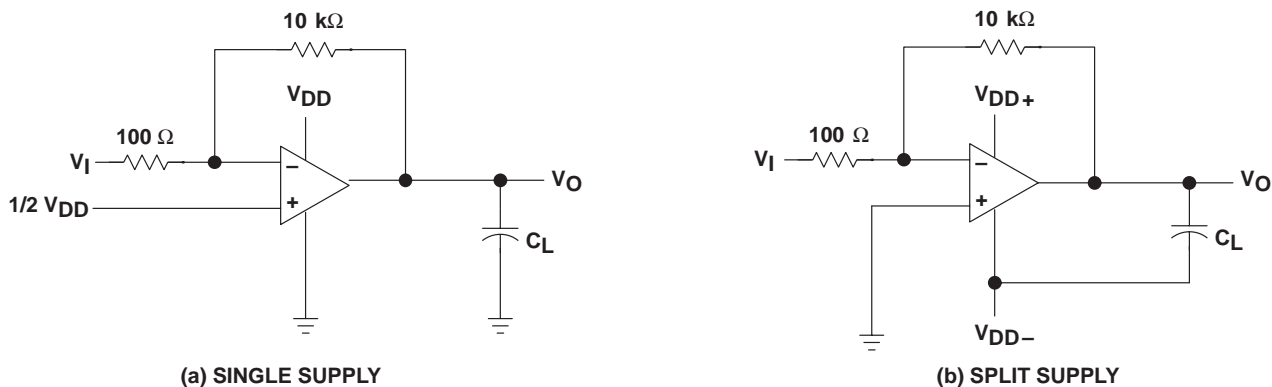 10 kΩ
VDD
100 Ω
VI
−
+
1/2 VDD
VO
CL
(a) SINGLE SUPPLY
10 kΩ
VDD+
100 Ω
VI
−
+
VO
CL
VDD−
(b) SPLIT SUPPLY